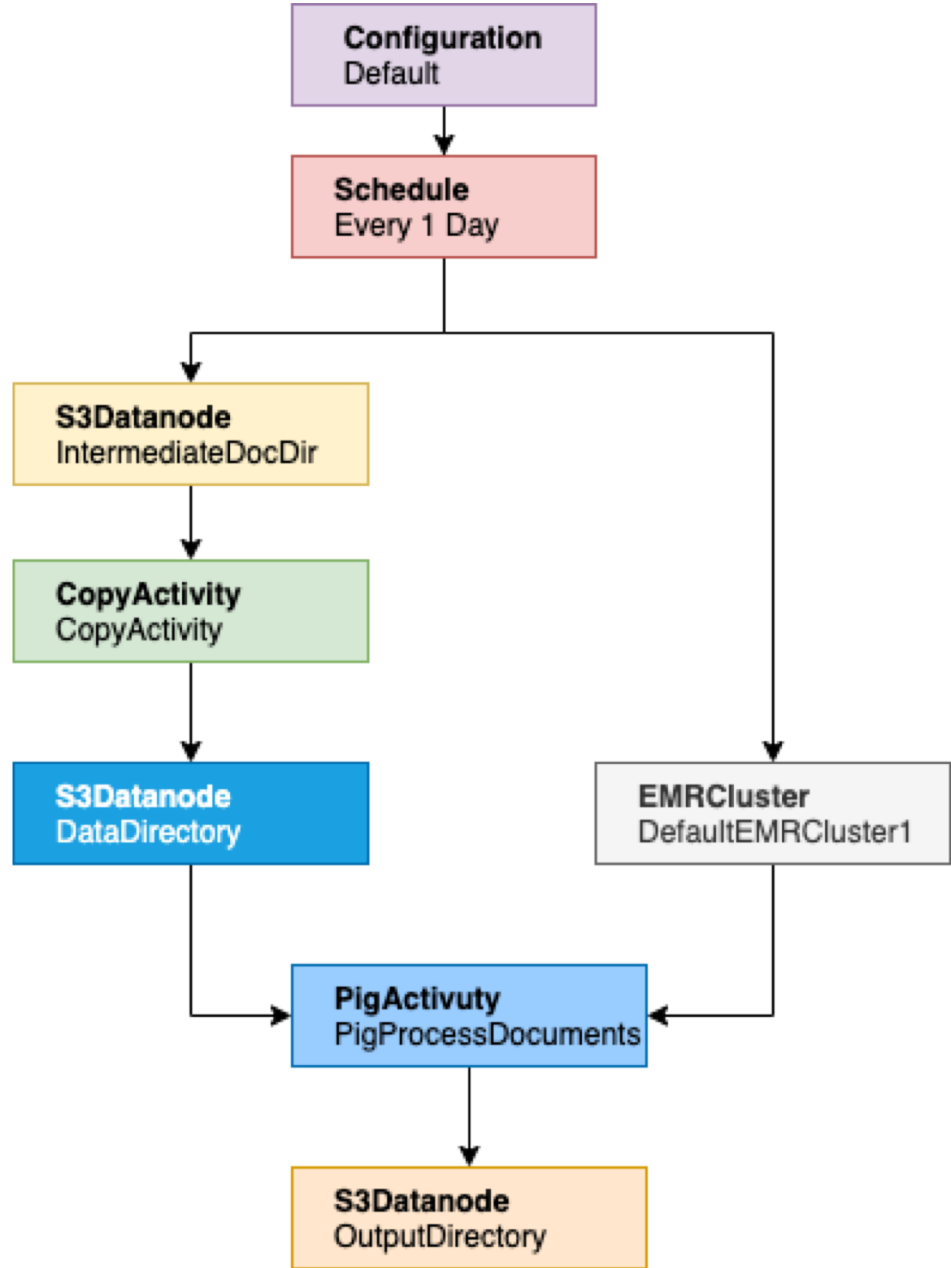 Configuration
Default
Schedule
Every 1 Day
S3Datanode
IntermediateDocDir
CopyActivity
CopyActivity
S3Datanode
DataDirectory
EMRCluster
DefaultEMRCluster1
PigActivuty
PigProcessDocuments
S3Datanode
OutputDirectory